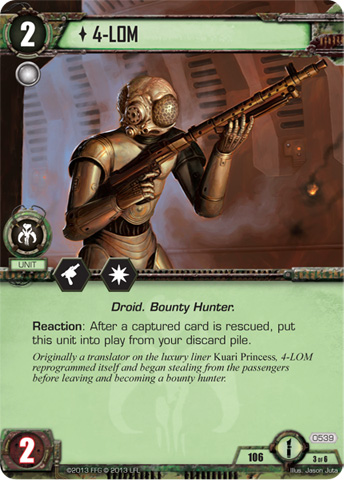 2
4-LOM
UNIT
Droid. Bounty Hunter.
Reaction: After a captured card is rescued, put
this unit into play from your discard pile.
Originally a translator on the luxury liner Kuari Princess, 4-LOM
reprogrammed itself and began stealing from the passengers
before leaving and becoming a bounty hunter.
2
106
0539
3 of 6
©2013 FFG © 2013 LFL
Illus. Jason Juta